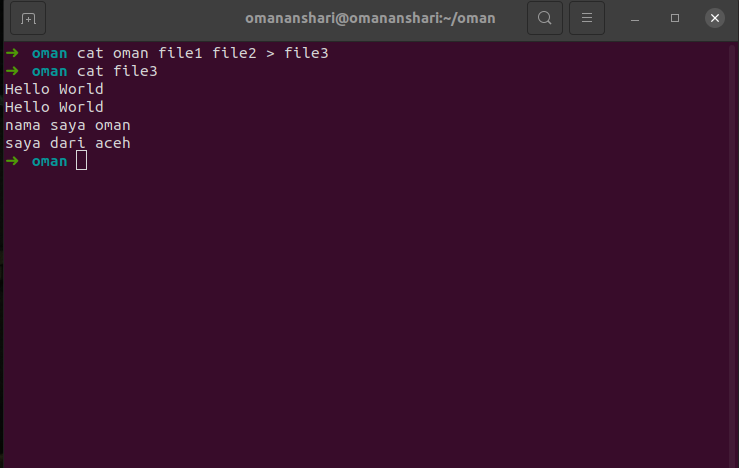 omananshari@omananshari:~/oman
➜ oman cat oman file1 file2 > file3
➜ oman cat file3
Hello World
Hello World
nama saya oman
saya dari aceh
➜ oman